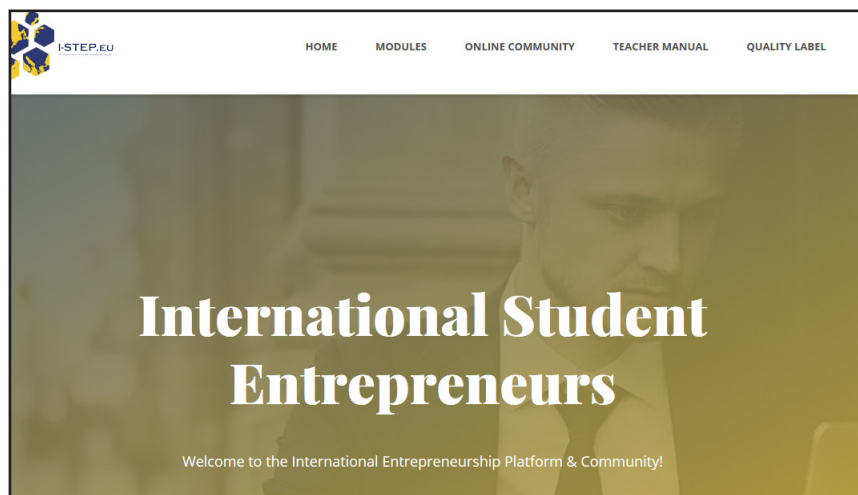 I-STEP.EU
HOME MODULES ONLINE COMMUNITY TEACHER MANUAL QUALITY LABEL
International Student
Entrepreneurs
Welcome to the International Entrepreneurship Platform & Community!